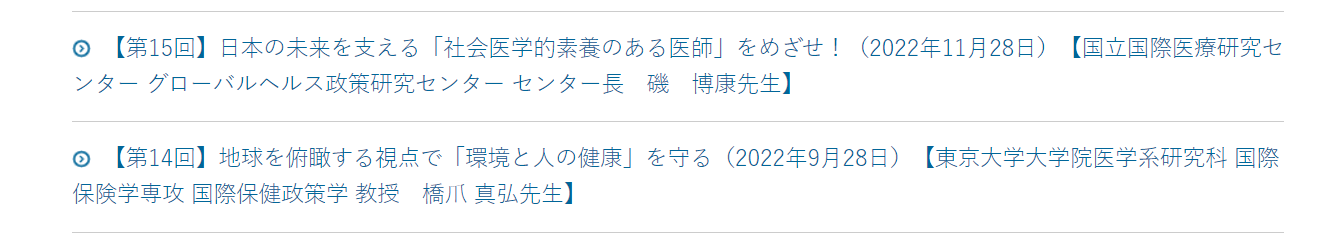 【第15回】日本の未来を支える「社会医学的素養のある医師」をめざせ！（2022年11月28日）【国立国際医療研究セ
ンター グローバルヘルス政策研究センター センター長　磯　博康先生】
【第14回】地球を俯瞰する視点で「環境と人の健康」を守る（2022年9月28日）【東京大学大学院医学系研究科 国際
保険学専攻 国際保健政策学 教授　橋爪 真弘先生】